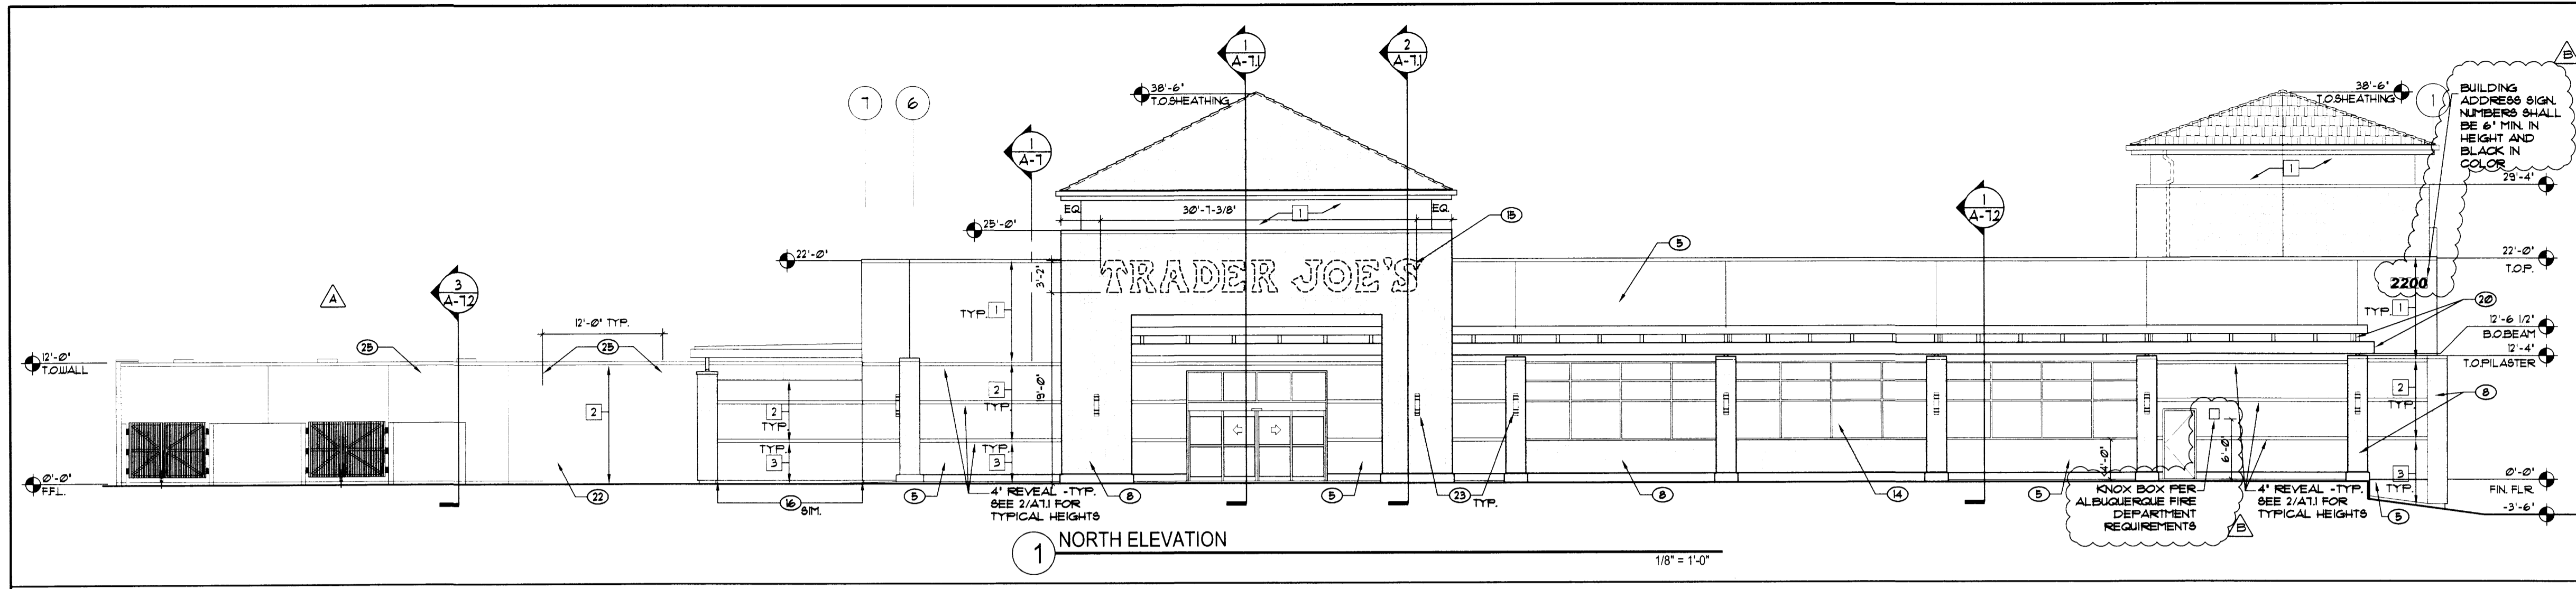 1
A-7.1
2
A-7.1
B
38'-6"
T.O.SHEATHING
38'-6"
T.O.SHEATHING
1
BUILDING
ADDRESS SIGN.
NUMBERS SHALL
BE 6" MIN. IN
HEIGHT AND
BLACK IN
COLOR
7
6
1
A-7
1
29'-4"
EQ.
30'-7-3/8"
1
EQ.
15
1
A-7.2
25'-0"
22'-0"
5
22'-0"
T.O.P.
3'-2"
TRADER JOE'S
3
A-7.2
A
2200
20
TYP. 1
TYP. 1
12'-0" TYP.
12'-6 1/2"
B.O.BEAM
25
25
12'-0"
T.O.WALL
12'-4"
T.O.PILASTER
19'-0"
2
TYP.
2
TYP.
8
2
2
TYP.
TYP.
3
TYP.
3
4'-0"
6'-0"
3
TYP.
0'-0"
F.F.L.
0'-0"
FIN. FLR.
22
16
SIM.
5
4" REVEAL -TYP.
SEE 2/A7.1 FOR
TYPICAL HEIGHTS
8
5
23
TYP.
8
14
5
KNOX BOX PER
ALBUQUERQUE FIRE
DEPARTMENT
REQUIREMENTS
B
4" REVEAL -TYP.
SEE 2/A7.1 FOR
TYPICAL HEIGHTS
5
-3'-6"
1
NORTH ELEVATION
1/8" = 1'-0"